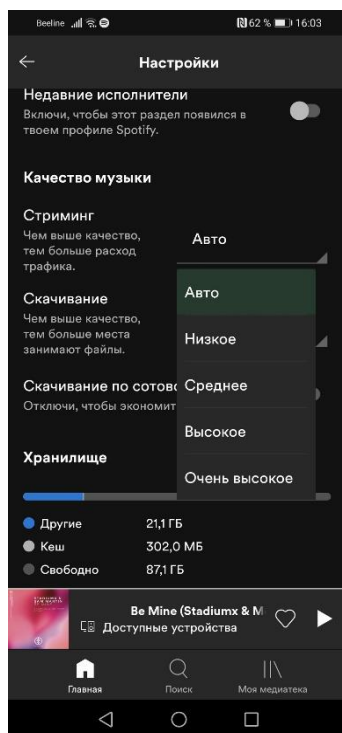 Beeline 62 % 16:03
Настройки
Недавние исполнители
Включи, чтобы этот раздел появился в
твоем профиле Spotify.
Качество музыки
Стриминг
Чем выше качество,
тем больше расход
трафика.
Авто
Авто
Низкое
Среднее
Высокое
Очень высокое
Скачивание
Чем выше качество,
тем больше места
занимают файлы.
Скачивание по сотов
Отключи, чтобы экономит
Хранилище
Другие 21,1 ГБ
Кеш 302,0 МБ
Свободно 87,1 ГБ
Be Mine (Stadiumx & M
Доступные устройства
Главная Поиск Моя медиатека